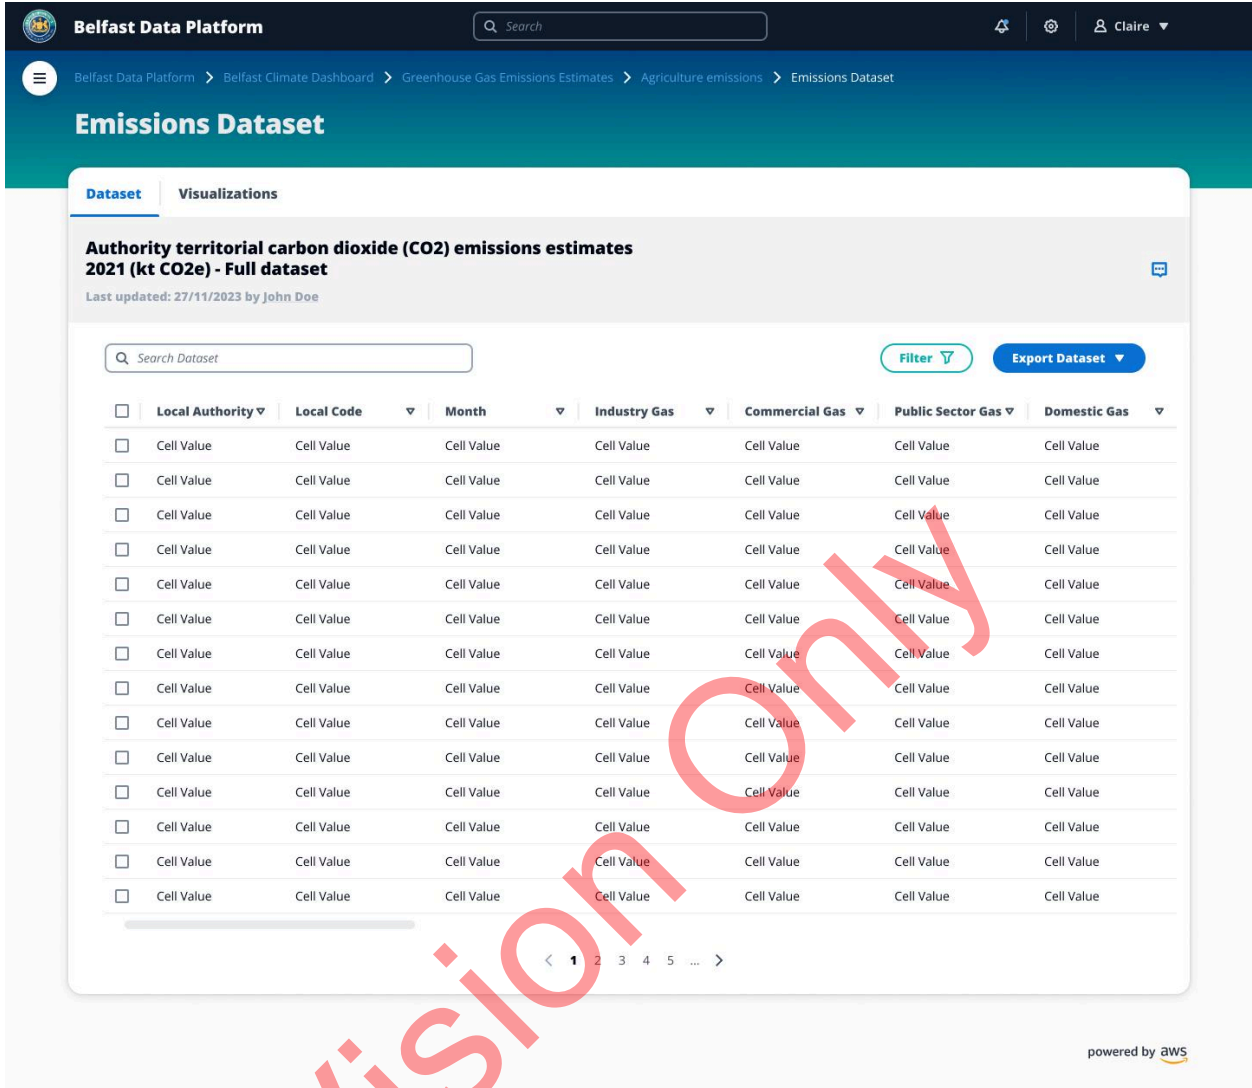 Belfast Data Platform
Search
Claire
Belfast Data Platform > Belfast Climate Dashboard > Greenhouse Gas Emissions Estimates > Agriculture emissions > Emissions Dataset
Emissions Dataset
Dataset Visualizations
Authority territorial carbon dioxide (CO2) emissions estimates
2021 (kt CO2e) - Full dataset
Last updated: 27/11/2023 by John Doe
Search Dataset Filter Export Dataset
Local Authority Local Code Month Industry Gas Commercial Gas Public Sector Gas Domestic Gas
Cell Value Cell Value Cell Value Cell Value Cell Value Cell Value Cell Value
Cell Value Cell Value Cell Value Cell Value Cell Value Cell Value Cell Value
Cell Value Cell Value Cell Value Cell Value Cell Value Cell Value Cell Value
Cell Value Cell Value Cell Value Cell Value Cell Value Cell Value Cell Value
Cell Value Cell Value Cell Value Cell Value Cell Value Cell Value Cell Value
Cell Value Cell Value Cell Value Cell Value Cell Value Cell Value Cell Value
Cell Value Cell Value Cell Value Cell Value Cell Value Cell Value Cell Value
Cell Value Cell Value Cell Value Cell Value Cell Value Cell Value Cell Value
Cell Value Cell Value Cell Value Cell Value Cell Value Cell Value Cell Value
Cell Value Cell Value Cell Value Cell Value Cell Value Cell Value Cell Value
Cell Value Cell Value Cell Value Cell Value Cell Value Cell Value Cell Value
Cell Value Cell Value Cell Value Cell Value Cell Value Cell Value Cell Value
Cell Value Cell Value Cell Value Cell Value Cell Value Cell Value Cell Value
Cell Value Cell Value Cell Value Cell Value Cell Value Cell Value Cell Value
< 1 2 3 4 5 ... >
vision Only
powered by aws